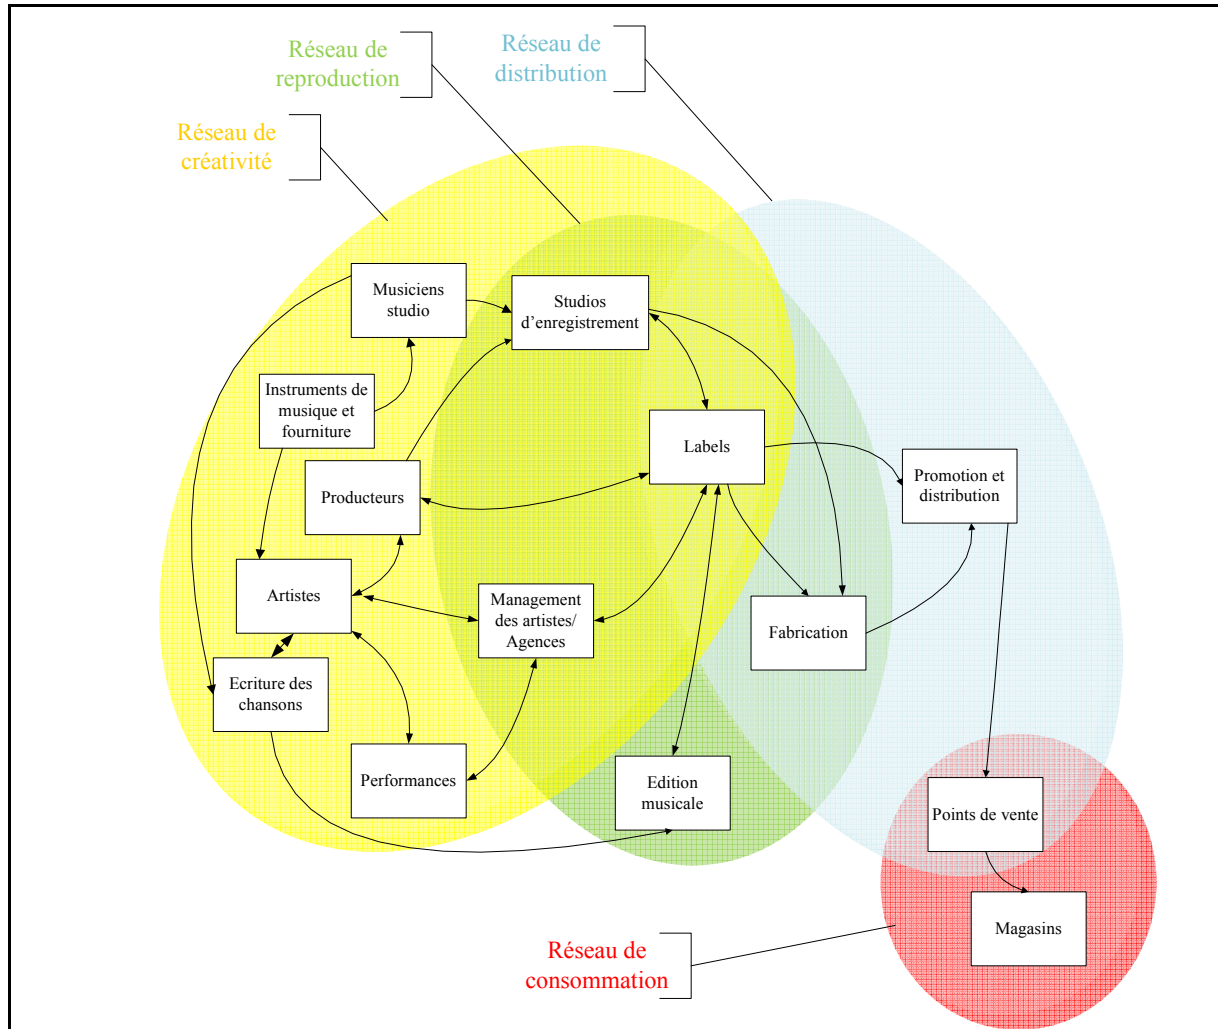 Réseau de
reproduction
Réseau de
distribution
Réseau de
créativité
Musiciens
studio
Studios
d’enregistrement
Instruments de
musique et
fourniture
Labels
Producteurs
Promotion et
distribution
Artistes
Management
des artistes/
Agences
Fabrication
Ecriture des
chansons
Performances
Edition
musicale
Points de vente
Magasins
Réseau de
consommation